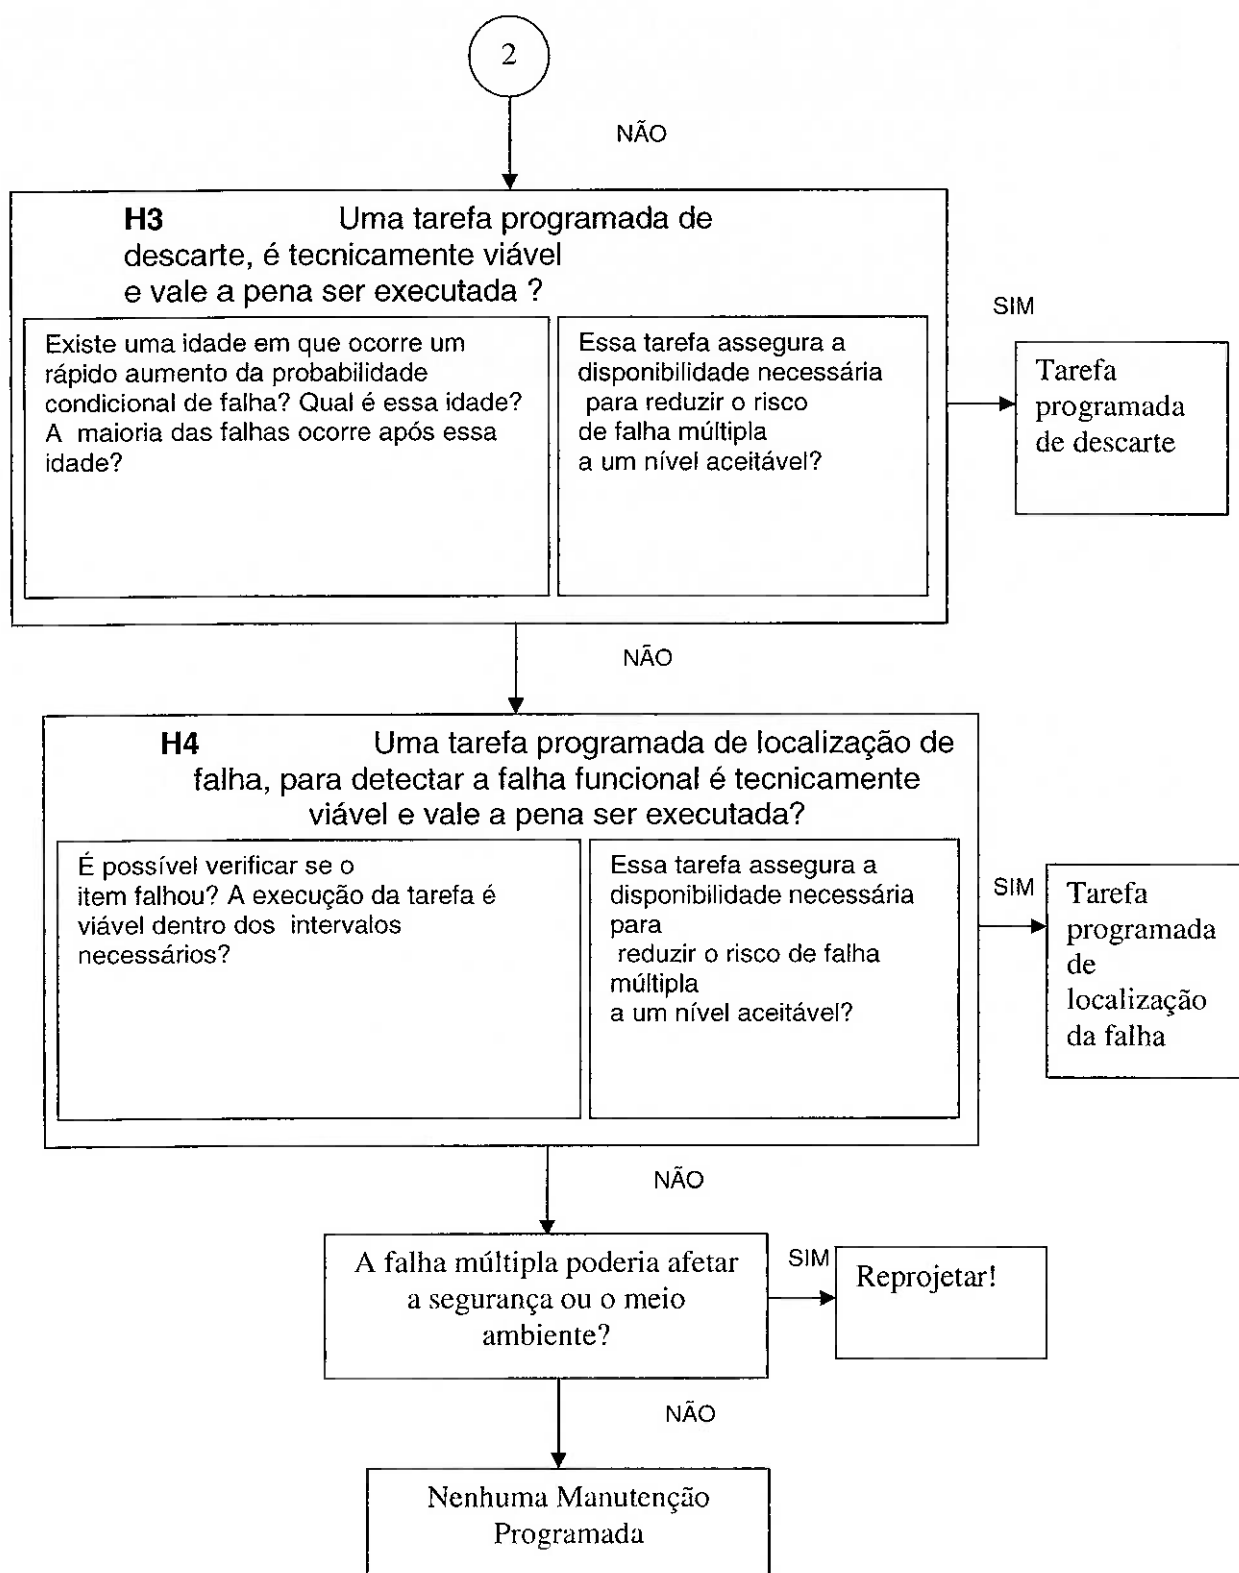 2
NÃO
H3 Uma tarefa programada de
descarte, é tecnicamente viável
e vale a pena ser executada ?
Existe uma idade em que ocorre um
rápido aumento da probabilidade
condicional de falha? Qual é essa idade?
A maioria das falhas ocorre após essa
idade?
Essa tarefa assegura a
disponibilidade necessária
para reduzir o risco
de falha múltipla
a um nível aceitável?
SIM
Tarefa
programada
de descarte
NÃO
H4 Uma tarefa programada de localização de
falha, para detectar a falha funcional é tecnicamente
viável e vale a pena ser executada?
É possível verificar se o
item falhou? A execução da tarefa é
viável dentro dos intervalos
necessários?
Essa tarefa assegura a
disponibilidade necessária
para
reduzir o risco de falha
múltipla
a um nível aceitável?
SIM
Tarefa
programada
de
localização
da falha
NÃO
A falha múltipla poderia afetar
a segurança ou o meio
ambiente?
SIM
Reprojetar!
NÃO
Nenhuma Manutenção
Programada